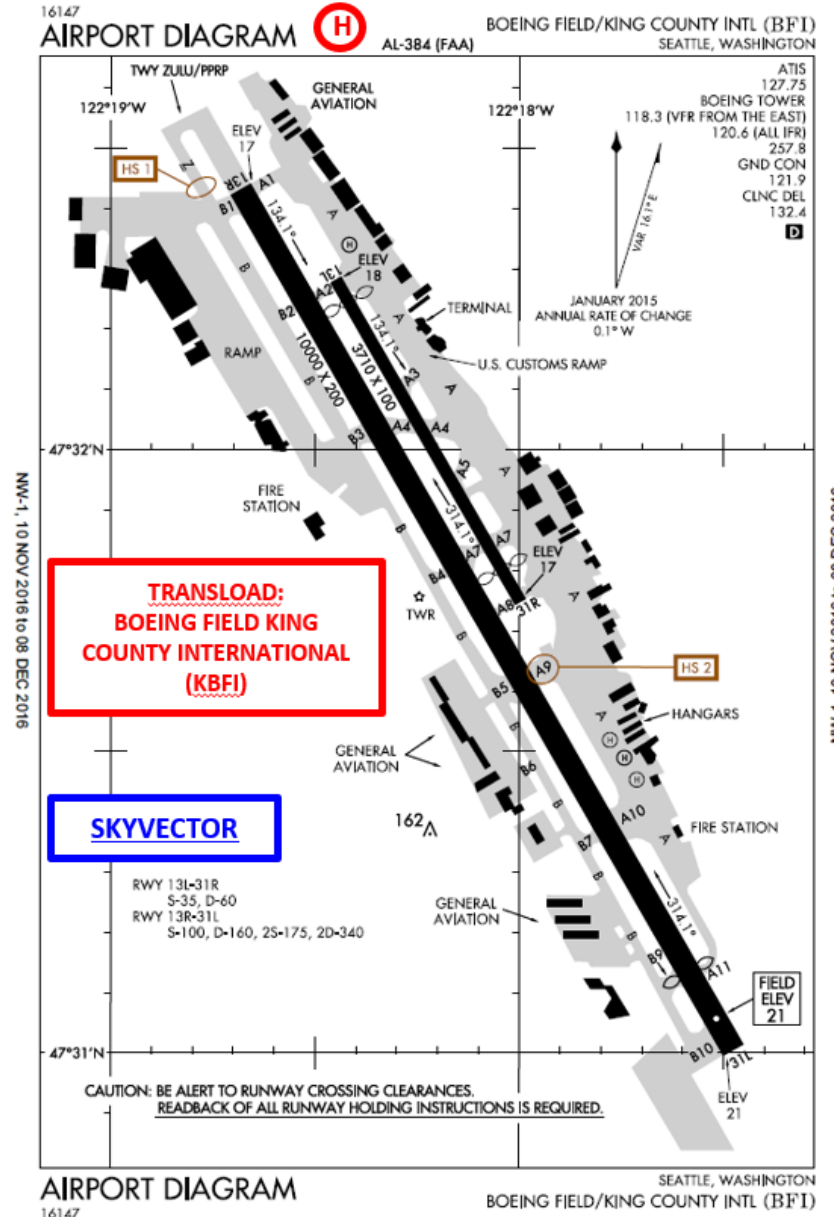 16147
AIRPORT DIAGRAM
H
AL-384 (FAA)
BOEING FIELD/KING COUNTY INTL (BFI)
SEATTLE, WASHINGTON
TWY ZULU/PPRP
GENERAL
AVIATION
122°19'W
122°18'W
ATIS
127.75
BOEING TOWER
118.3 (VFR FROM THE EAST)
120.6 (ALL IFR)
257.8
GND CON
121.9
CLNC DEL
132.4
D
ELEV
17
HS 1
Z
13R
A1
B1
A
134.1°
H
VAR 16.1° E
JANUARY 2015
ANNUAL RATE OF CHANGE
0.1° W
B
13L
ELEV
18
A2
B2
A
TERMINAL
134.1°
10000 X 200
3710 X 100
RAMP
U.S. CUSTOMS RAMP
B
A3
A
47°32'N
B3
A4
A4
A5
A
FIRE
STATION
314.1°
B
A7
A7
ELEV
17
B4
A8
31R
A
TWR
B
TRANSLOAD:
BOEING FIELD KING
COUNTY INTERNATIONAL
(KBFI)
NW-1, 10 NOV 2016 to 08 DEC 2016
A9
HS 2
B5
A
HANGARS
H
H
H
GENERAL
AVIATION
B6
B
SKYVECTOR
162
A10
FIRE STATION
B7
A
B
RWY 13L-31R
S-35, D-60
RWY 13R-31L
S-100, D-160, 2S-175, 2D-340
GENERAL
AVIATION
314.1°
B
B9
A11
FIELD
ELEV
21
47°31'N
B10
31L
ELEV
21
CAUTION: BE ALERT TO RUNWAY CROSSING CLEARANCES.
READBACK OF ALL RUNWAY HOLDING INSTRUCTIONS IS REQUIRED.
AIRPORT DIAGRAM
16147
SEATTLE, WASHINGTON
BOEING FIELD/KING COUNTY INTL (BFI)